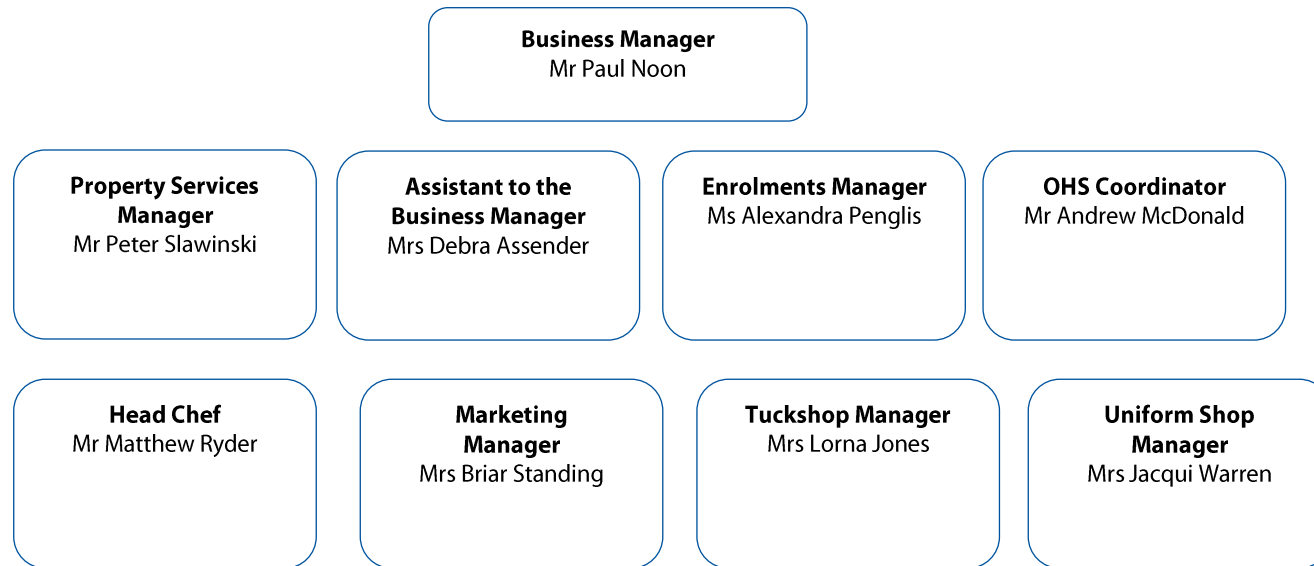 Business Manager
Mr Paul Noon
Property Services
Manager
Mr Peter Slawinski
Assistant to the
Business Manager
Mrs Debra Assender
Enrolments Manager
Ms Alexandra Penglis
OHS Coordinator
Mr Andrew McDonald
Head Chef
Mr Matthew Ryder
Marketing
Manager
Mrs Briar Standing
Tuckshop Manager
Mrs Lorna Jones
Uniform Shop
Manager
Mrs Jacqui Warren